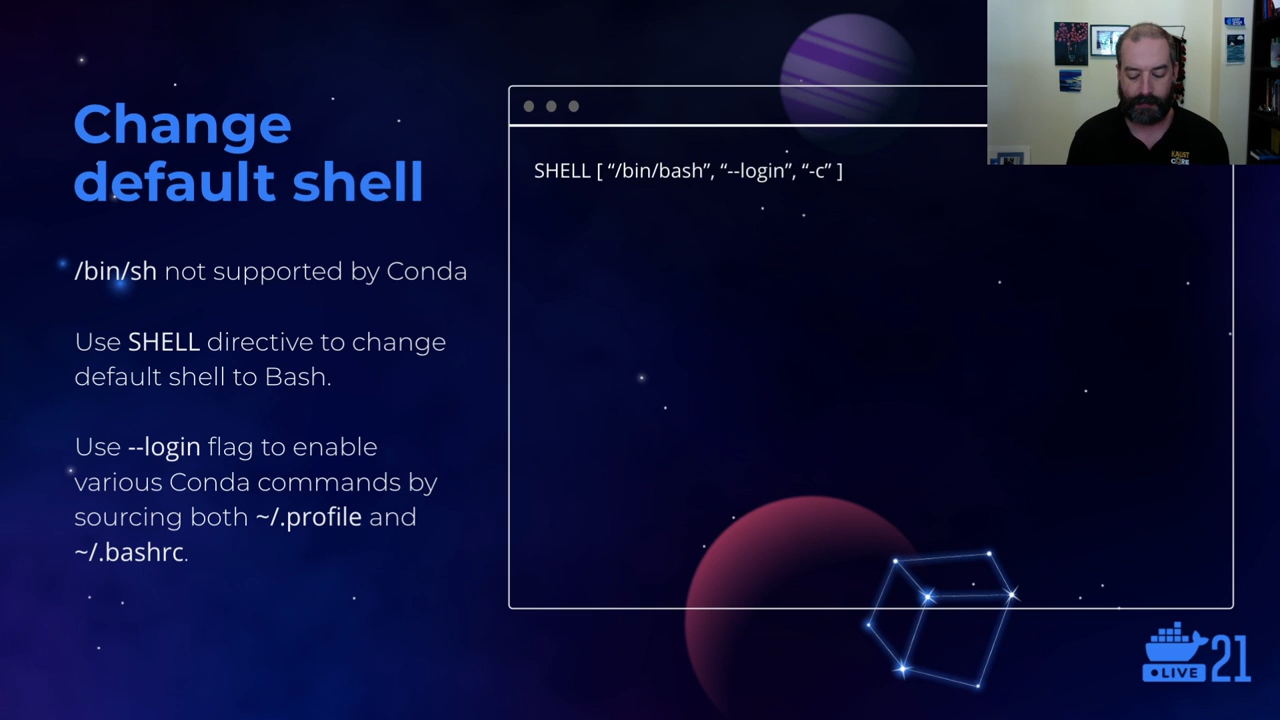 Change
default shell
/bin/sh not supported by Conda
Use SHELL directive to change
default shell to Bash.
Use --login flag to enable
various Conda commands by
sourcing both ~/.profile and
~/.bashrc.
SHELL [ “/bin/bash”, “--login”, “-c” ]
KAUST
CORE
LIVE 21